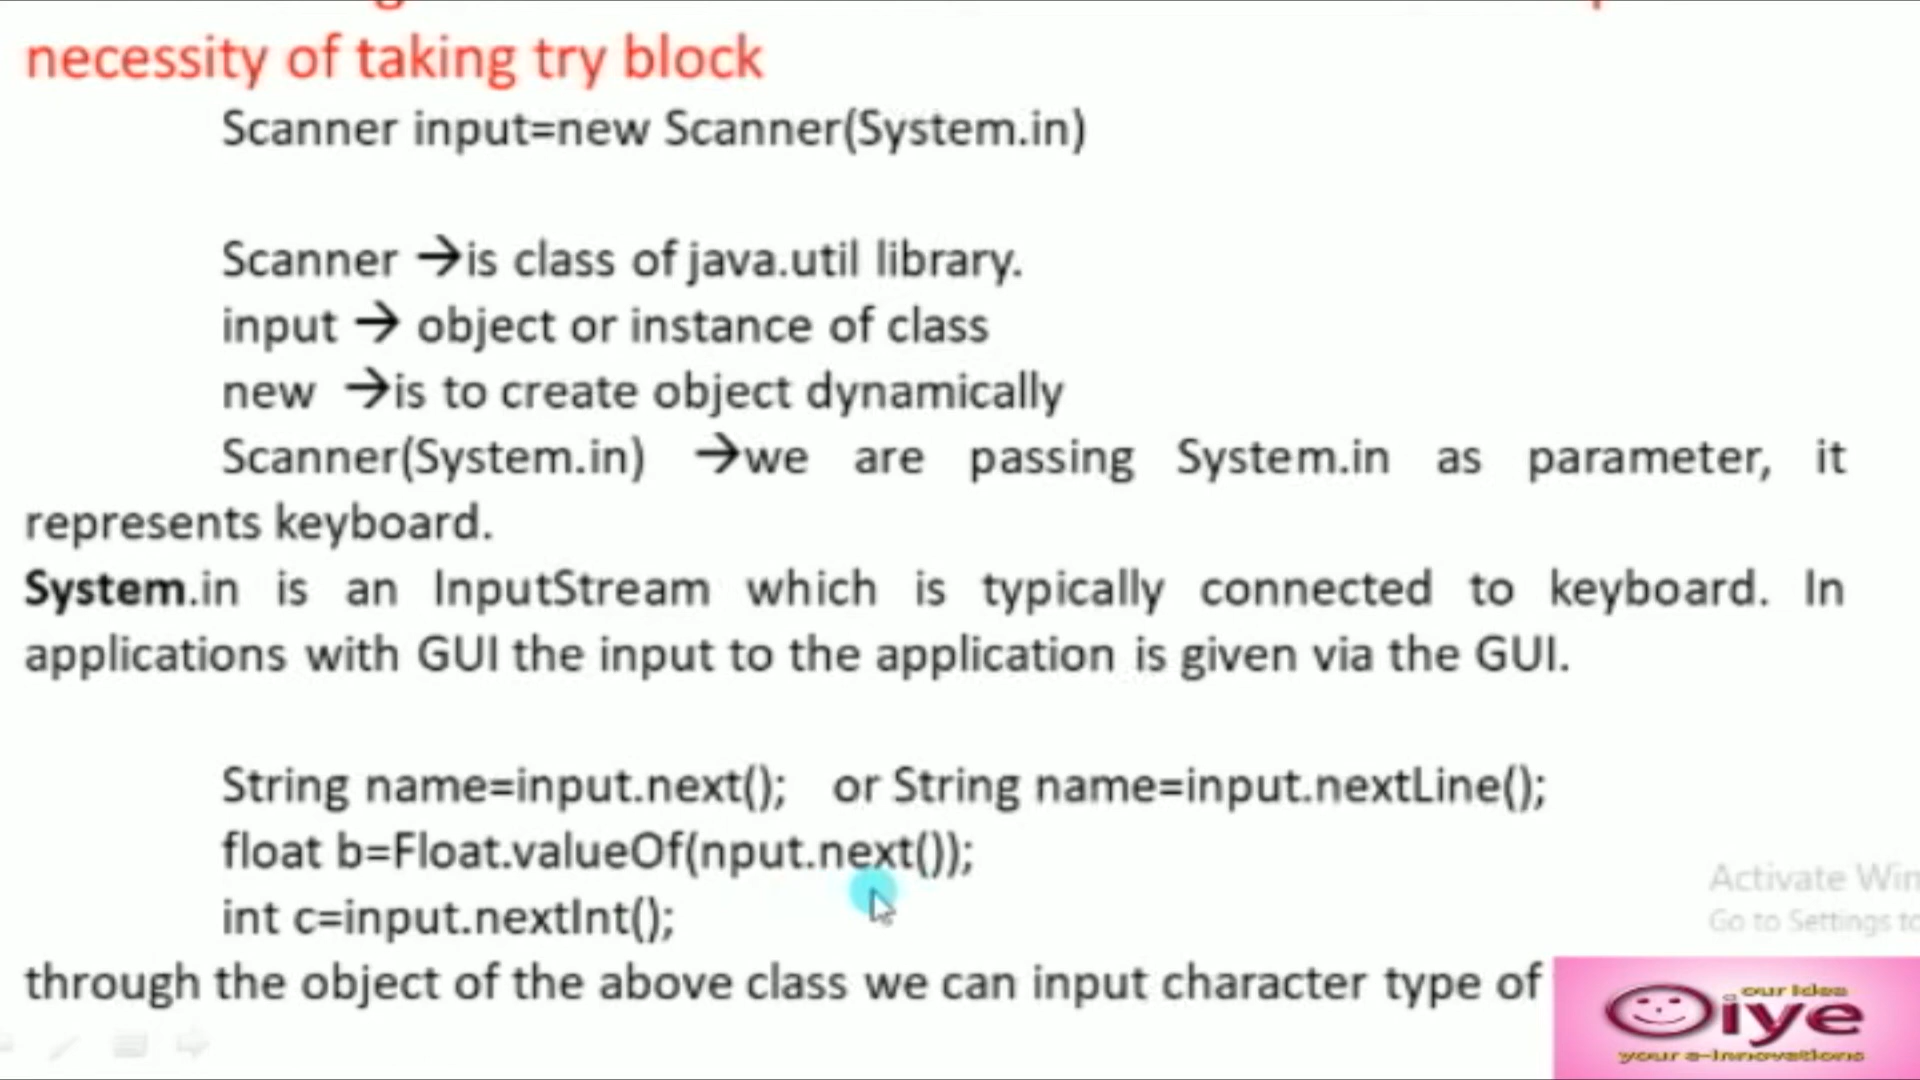 necessity of taking try block
Scanner input=new Scanner(System.in)
Scanner →is class of java.util library.
input → object or instance of class
new →is to create object dynamically
Scanner(System.in) →we are passing System.in as parameter, it
represents keyboard.
System.in is an InputStream which is typically connected to keyboard. In
applications with GUI the input to the application is given via the GUI.
String name=input.next(); or String name=input.nextLine();
float b=Float.valueOf(nput.next());
int c=input.nextInt();
through the object of the above class we can input character type of
Activate Win
Go to Settings to
our idea
Oiye
your e-innovations